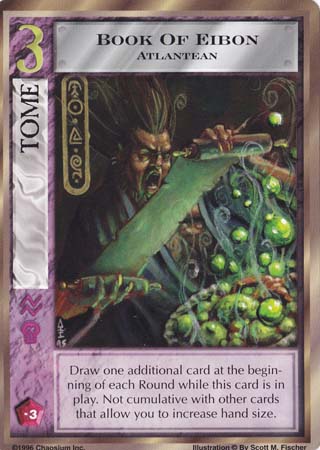 3
BOOK OF EIBON
ATLANTEAN
TOME
Draw one additional card at the begin-
ning of each Round while this card is in
play. Not cumulative with other cards
that allow you to increase hand size.
-3
©1996 Chaosium Inc.
Illustration © By Scott M. Fischer